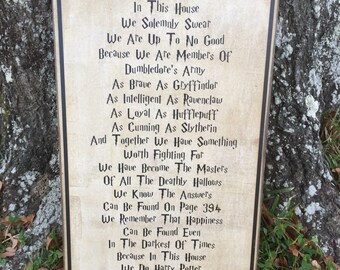 In This House
We Solemnly Swear
We Are Up To No Good
Because We Are Members Of
Dumbledore's Army
As Brave As Gryffindor
As Intelligent As Ravenclaw
As Loyal As Hufflepuff
As Cunning As Slytherin
And Together We Have Something
Worth Fighting For
We Have Become The Masters
Of All The Deathly Hallows
We Know The Answers
Can Be Found On Page 394
We Remember That Happiness
Can Be Found Even
In The Darkest Of Times
Because In This House
We Do Harry Potter